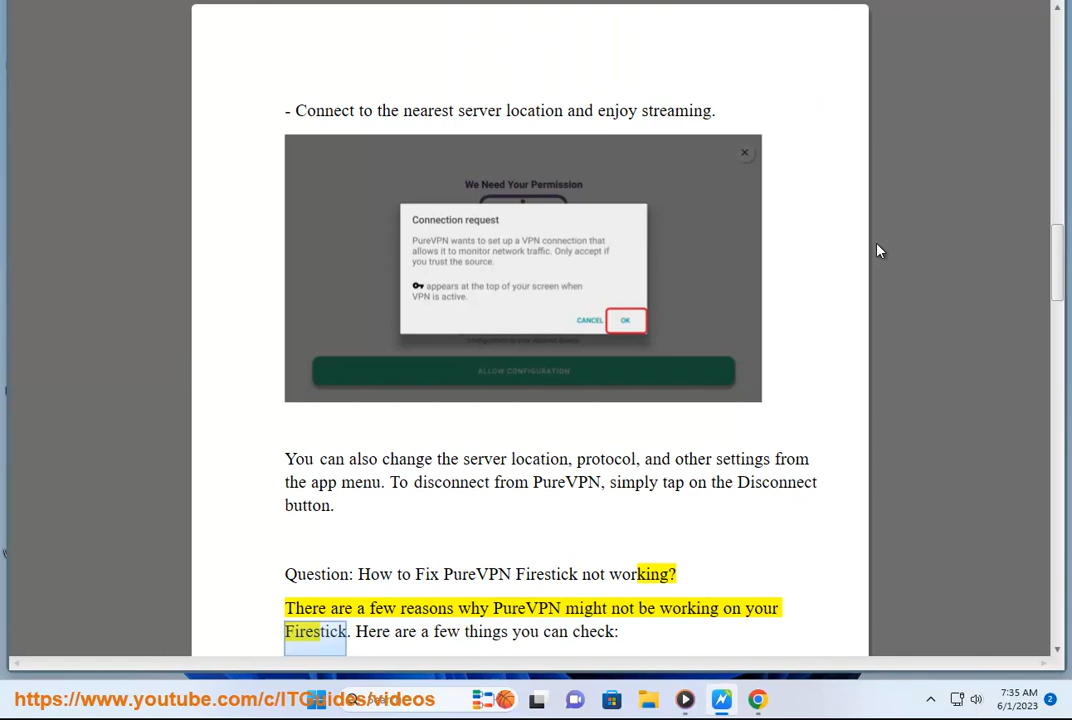 - Connect to the nearest server location and enjoy streaming.
We Need Your Permission
Connection request
PureVPN wants to set up a VPN connection that
allows it to monitor network traffic. Only accept if
you trust the source.
appears at the top of your screen when
VPN is active.
CANCEL OK
ALLOW CONFIGURATION
You can also change the server location, protocol, and other settings from
the app menu. To disconnect from PureVPN, simply tap on the Disconnect
button.
Question: How to Fix PureVPN Firestick not working?
There are a few reasons why PureVPN might not be working on your
Firestick. Here are a few things you can check:
https://www.youtube.com/c/ITGuides/videos
7:35 AM
6/1/2023
2